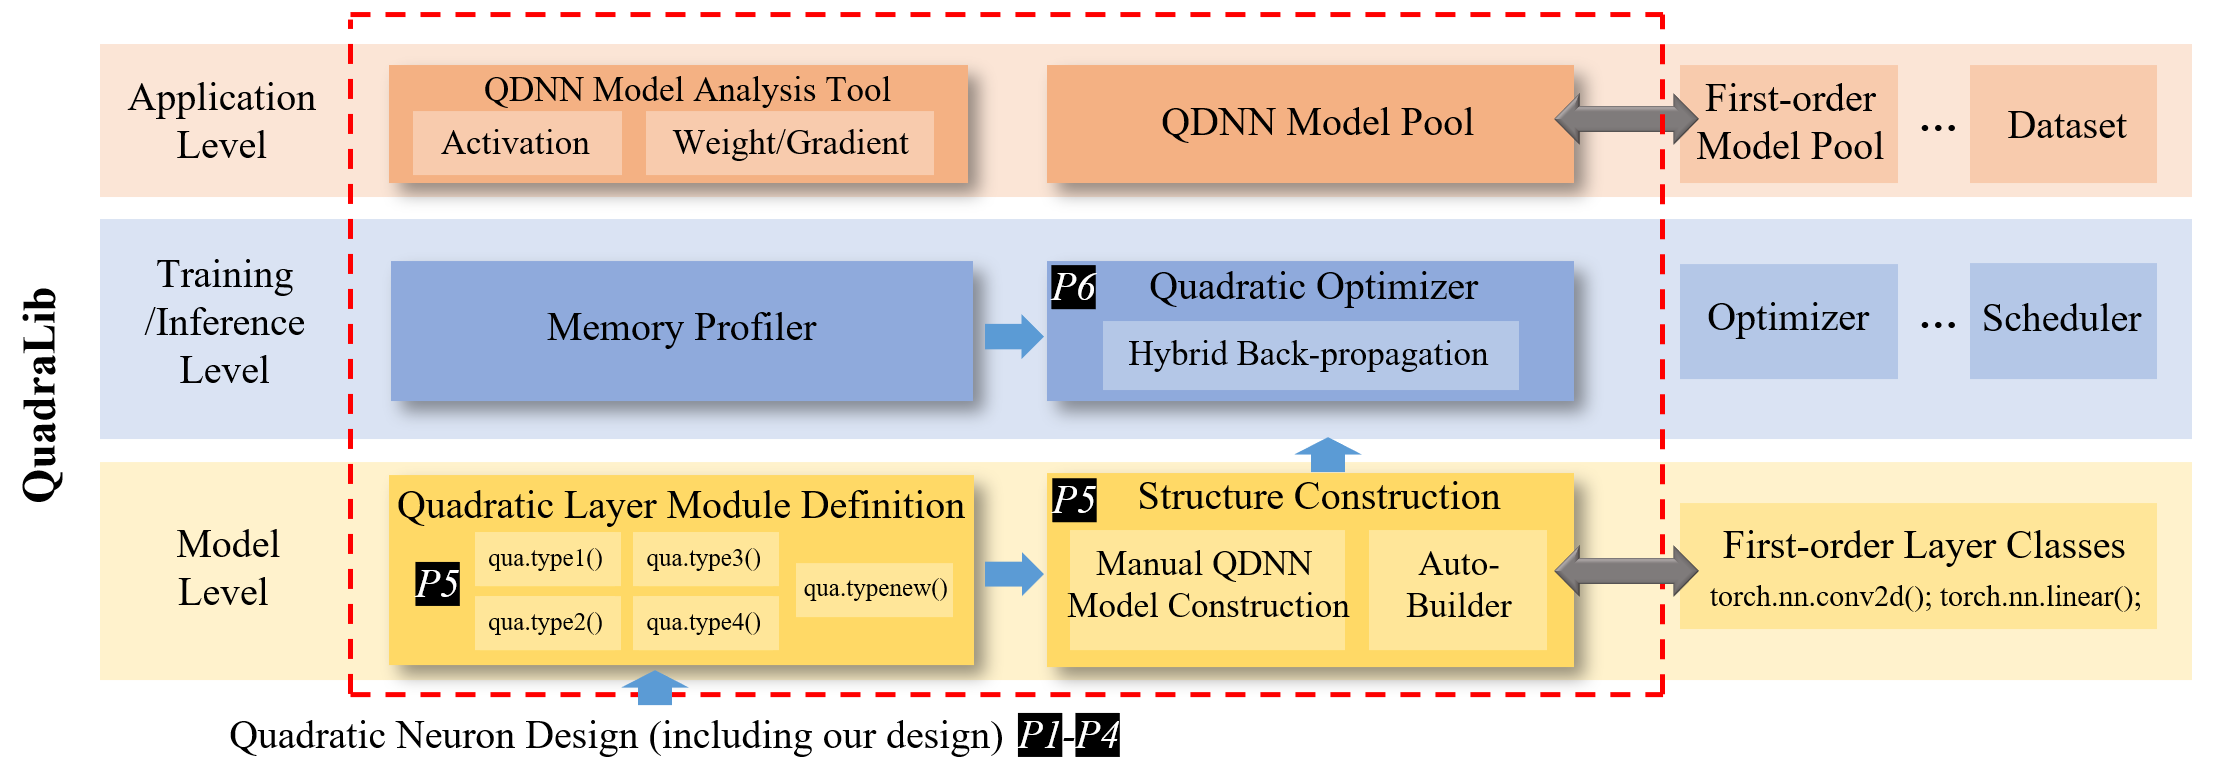 QuadraLib
Application
Level
QDNN Model Analysis Tool
Activation
Weight/Gradient
QDNN Model Pool
First-order
Model Pool
...
Dataset
Training
/Inference
Level
Memory Profiler
P6
Quadratic Optimizer
Hybrid Back-propagation
Optimizer
...
Scheduler
Model
Level
Quadratic Layer Module Definition
P5
qua.type1()
qua.type3()
qua.type2()
qua.type4()
qua.typenew()
P5
Structure Construction
Manual QDNN
Model Construction
Auto-
Builder
First-order Layer Classes
torch.nn.conv2d(); torch.nn.linear();
Quadratic Neuron Design (including our design) P1-P4